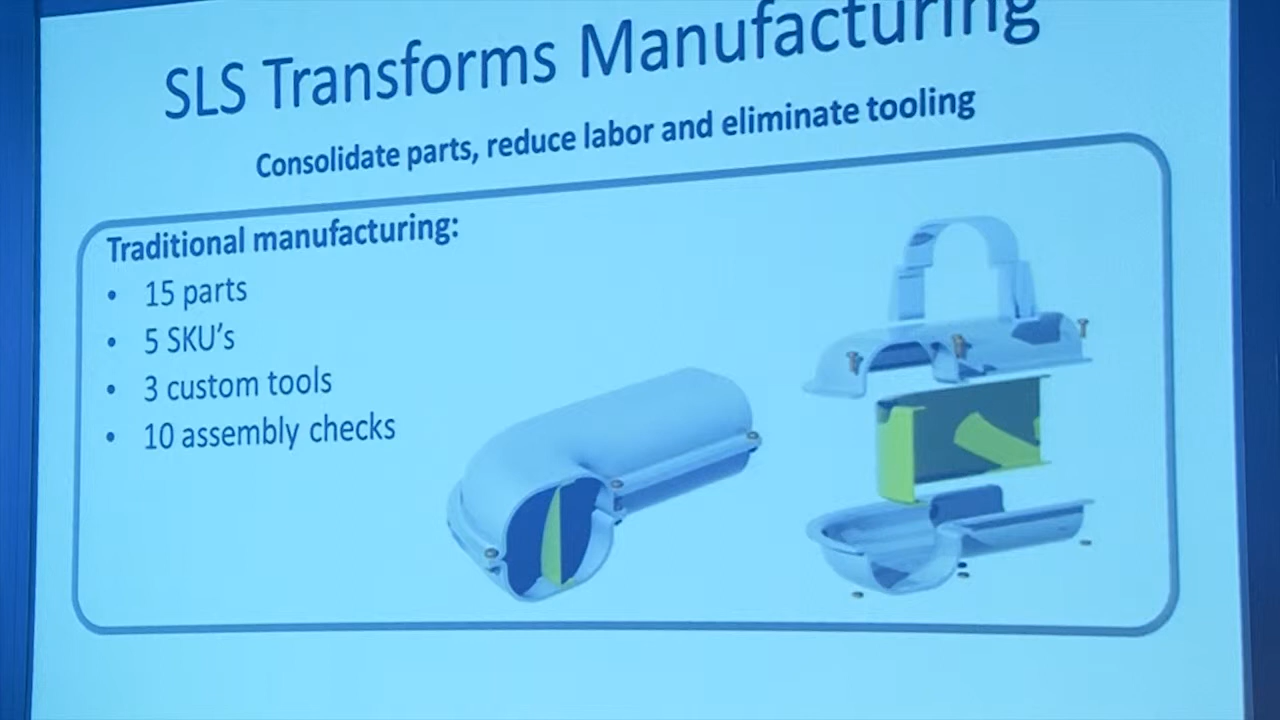 SLS Transforms Manufacturing
Consolidate parts, reduce labor and eliminate tooling
Traditional manufacturing:
• 15 parts
• 5 SKU's
• 3 custom tools
• 10 assembly checks